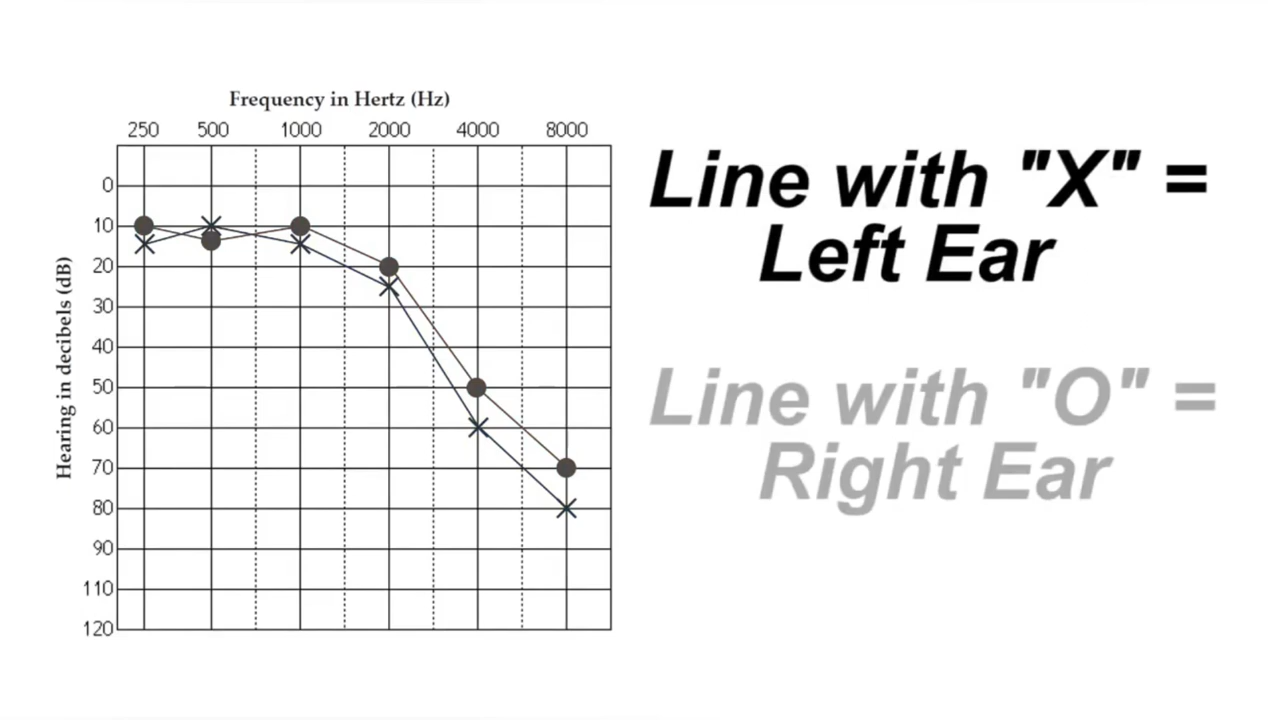 Frequency in Hertz (Hz)
250 500 1000 2000 4000 8000
Hearing in decibels (dB)
0
10
20
30
40
50
60
70
80
90
110
120
Line with "X" =
Left Ear
Line with "O" =
Right Ear